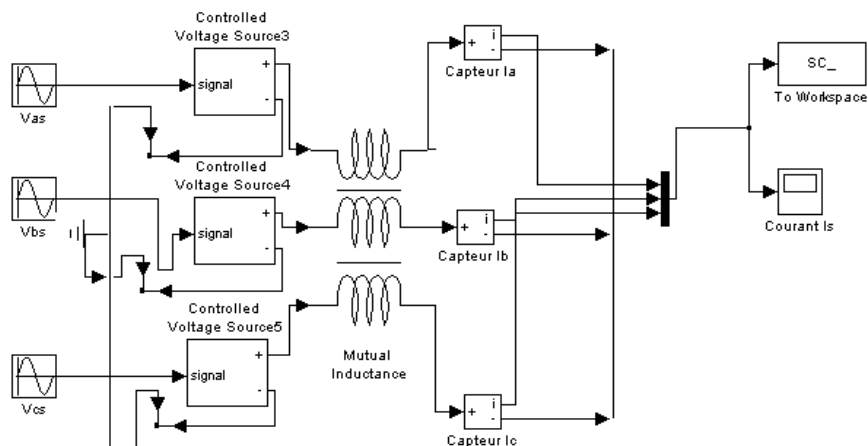 Controlled
Voltage Source3
+
signal
-
Vas
+
i
-
Capteur Ia
SC_
To Workspace
Controlled
Voltage Source4
+
signal
-
Vbs
+
i
-
Capteur Ib
Courant Is
Controlled
Voltage Source5
+
signal
-
Vcs
Mutual
Inductance
+
i
-
Capteur Ic